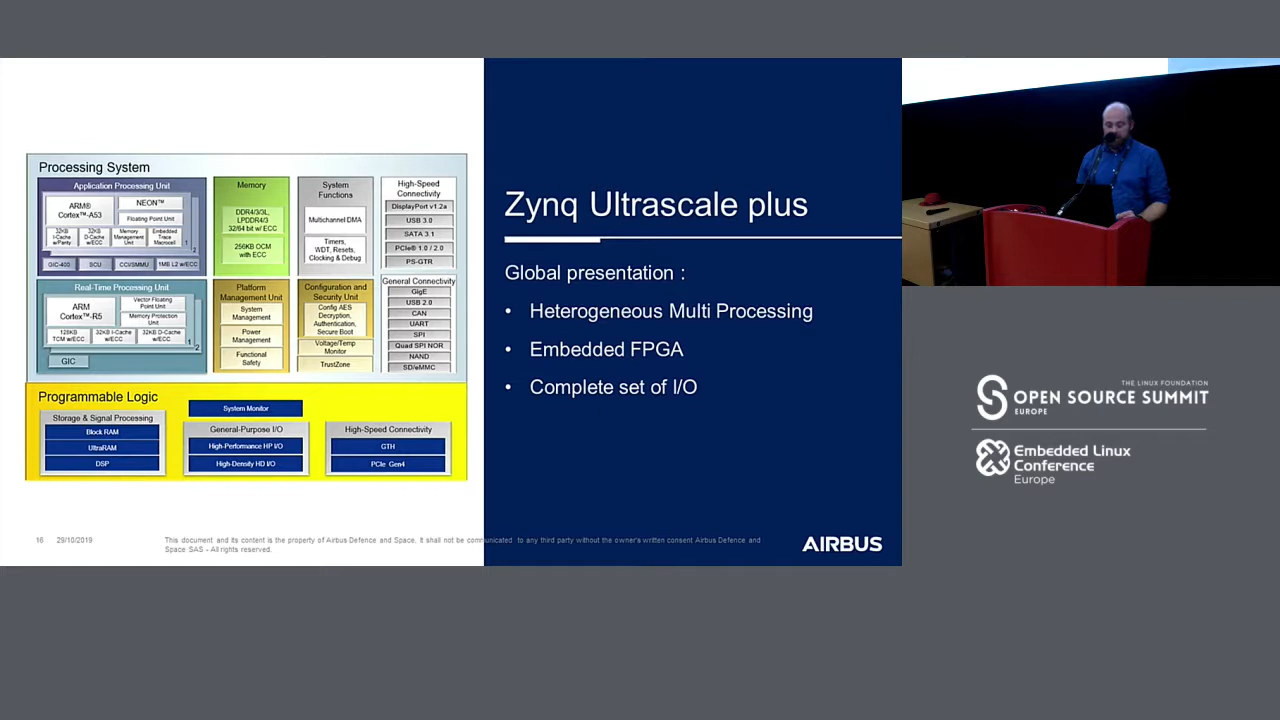 Processing System
Application Processing Unit
ARM®
Cortex™-A53
NEON™
Floating Point Unit
32KB
I-Cache
w/Parity
32KB
D-Cache
w/ECC
Memory
Management
Unit
Embedded
Trace
Macrocell
1
2
GIC-400
SCU
CCI/SMMU
1MB L2 w/ECC
Memory
DDR4/3/3L,
LPDDR4/3
32/64 bit w/ ECC
256KB OCM
with ECC
System
Functions
Multichannel DMA
Timers,
WDT, Resets,
Clocking & Debug
High-Speed
Connectivity
DisplayPort v1.2a
USB 3.0
SATA 3.1
PCIe® 1.0 / 2.0
PS-GTR
Real-Time Processing Unit
ARM
Cortex™-R5
Vector Floating
Point Unit
Memory Protection
Unit
128KB
TCM w/ECC
32KB I-Cache
w/ECC
32KB D-Cache
w/ECC
1
2
GIC
Platform
Management Unit
System
Management
Power
Management
Functional
Safety
Configuration and
Security Unit
Config AES
Decryption,
Authentication,
Secure Boot
Voltage/Temp
Monitor
TrustZone
General Connectivity
GigE
USB 2.0
CAN
UART
SPI
Quad SPI NOR
NAND
SD/eMMC
Programmable Logic
Storage & Signal Processing
Block RAM
UltraRAM
DSP
System Monitor
General-Purpose I/O
High-Performance HP I/O
High-Density HD I/O
High-Speed Connectivity
GTH
PCIe Gen4
Zynq Ultrascale plus
Global presentation :
• Heterogeneous Multi Processing
• Embedded FPGA
• Complete set of I/O
16 29/10/2019
This document and its content is the property of Airbus Defence and Space. It shall not be communicated to any third party without the owner's written consent Airbus Defence and
Space SAS - All rights reserved.
AIRBUS
THE LINUX FOUNDATION
OPEN SOURCE SUMMIT
EUROPE
Embedded Linux
Conference
Europe